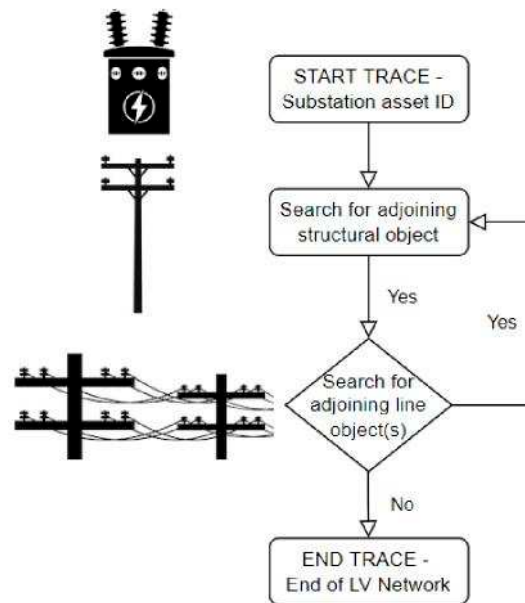 START TRACE -
Substation asset ID
Search for adjoining
structural object
Yes
Yes
Search for
adjoining line
object(s)
No
END TRACE -
End of LV Network